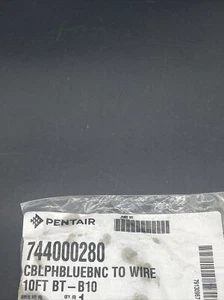 PENTAIR
744000280
CBLPHBLUEBNC TO WIRE
10FT BT-B10